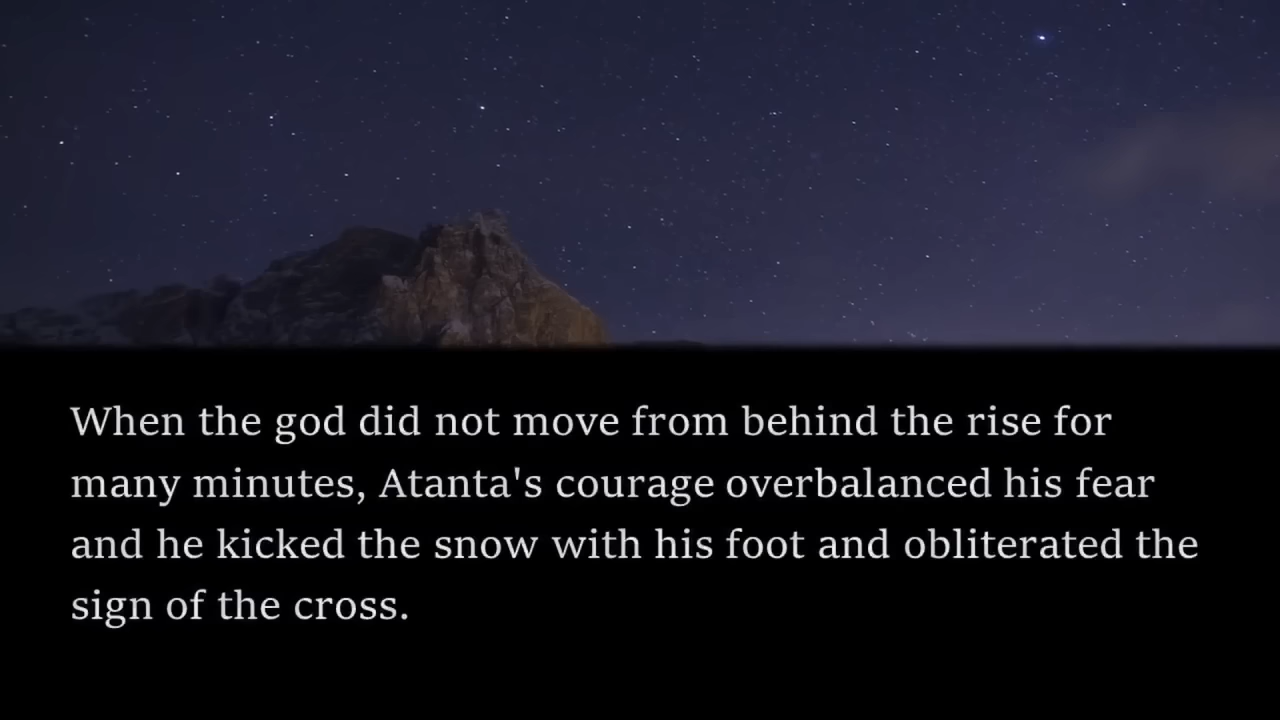 When the god did not move from behind the rise for
many minutes, Atanta's courage overbalanced his fear
and he kicked the snow with his foot and obliterated the
sign of the cross.